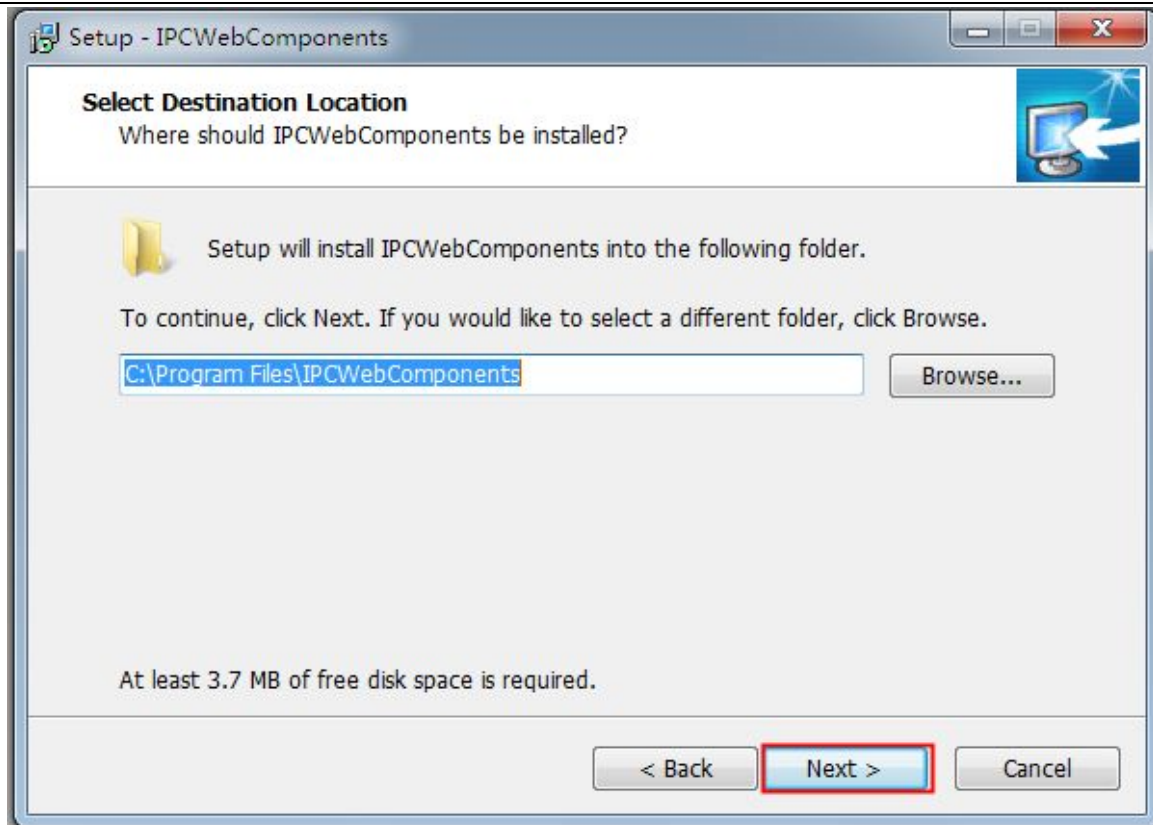 Setup - IPCWebComponents
Select Destination Location
Where should IPCWebComponents be installed?
Setup will install IPCWebComponents into the following folder.
To continue, click Next. If you would like to select a different folder, click Browse.
C:\Program Files\IPCWebComponents
Browse...
At least 3.7 MB of free disk space is required.
< Back
Next >
Cancel